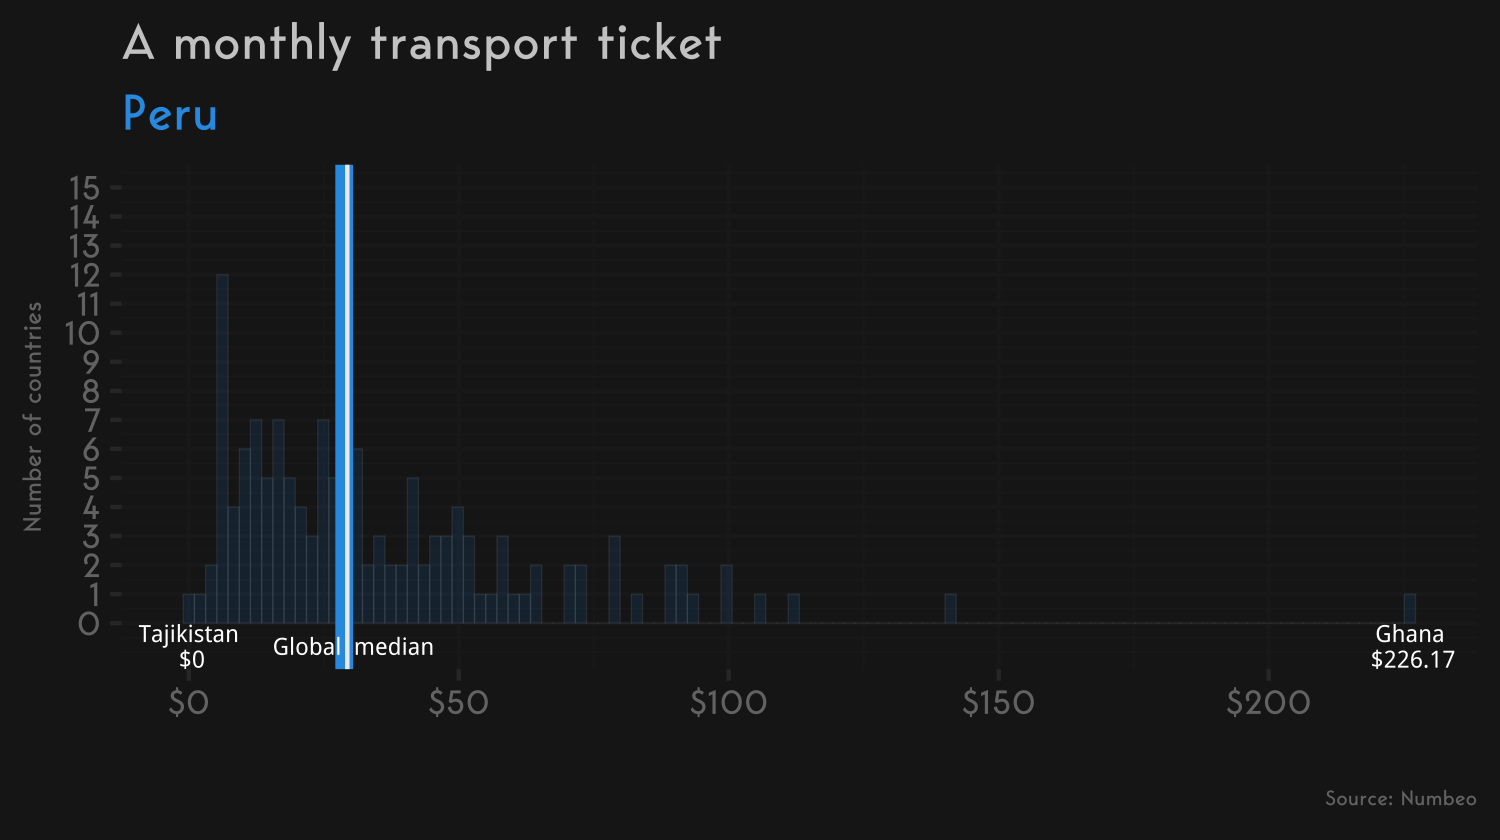 A monthly transport ticket
Peru
Number of countries
15
14
13
12
11
10
9
8
7
6
5
4
3
2
1
0
Tajikistan
$0
Global median
Ghana
$226.17
$0 $50 $100 $150 $200
Source: Numbeo